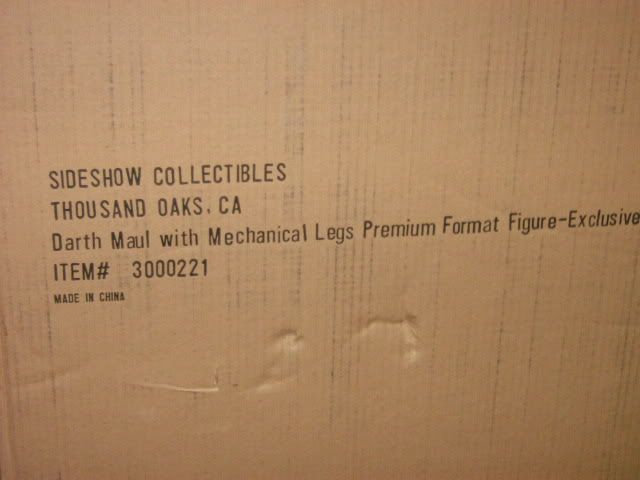 SIDESHOW COLLECTIBLES
THOUSAND OAKS, CA
Darth Maul with Mechanical Legs Premium Format Figure-Exclusive
ITEM# 3000221
MADE IN CHINA